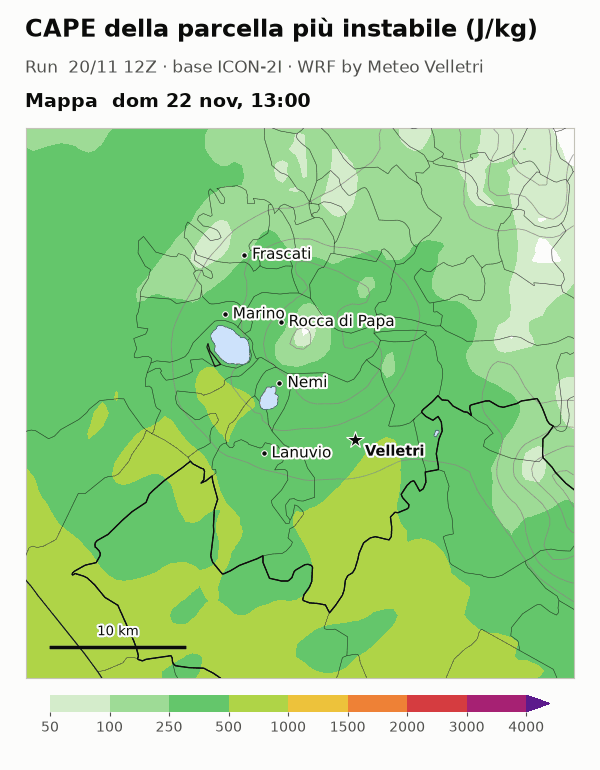 CAPE della parcella più instabile (J/kg)
Run  20/11 12Z · base ICON-2I · WRF by Meteo Velletri
Mappa  dom 22 nov, 13:00
Frascati
Marino
Rocca di Papa
Nemi
Velletri
Lanuvio
10 km
50 100 250 500 1000 1500 2000 3000 4000